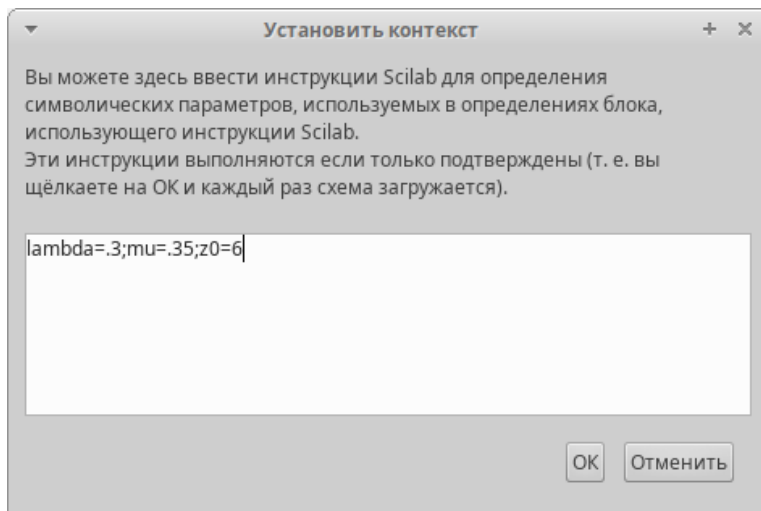 Установить контекст
Вы можете здесь ввести инструкции Scilab для определения
символических параметров, используемых в определениях блока,
использующего инструкции Scilab.
Эти инструкции выполняются если только подтверждены (т. е. вы
щёлкаете на OK и каждый раз схема загружается).
lambda=.3;mu=.35;z0=6
OK Отменить